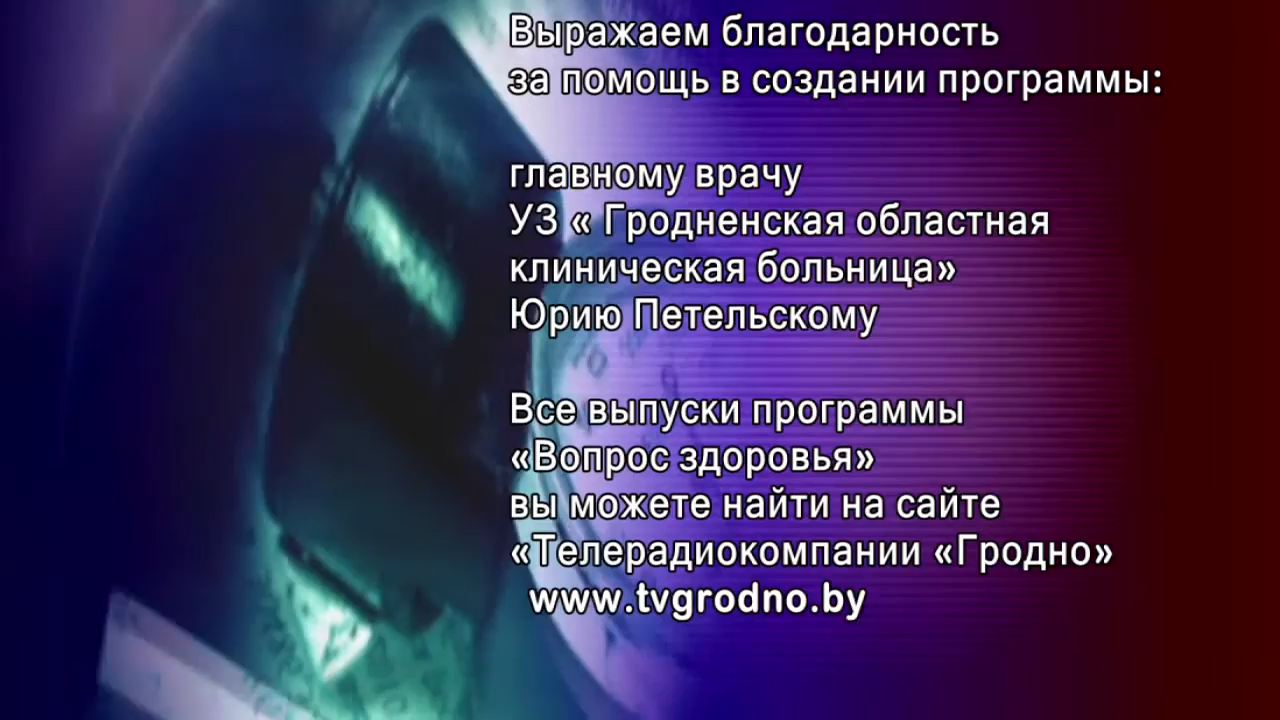 Выражаем благодарность
за помощь в создании программы:
главному врачу
УЗ « Гродненская областная
клиническая больница»
Юрию Петельскому
Все выпуски программы
«Вопрос здоровья»
вы можете найти на сайте
«Телерадиокомпании «Гродно»
www.tvgrodno.by